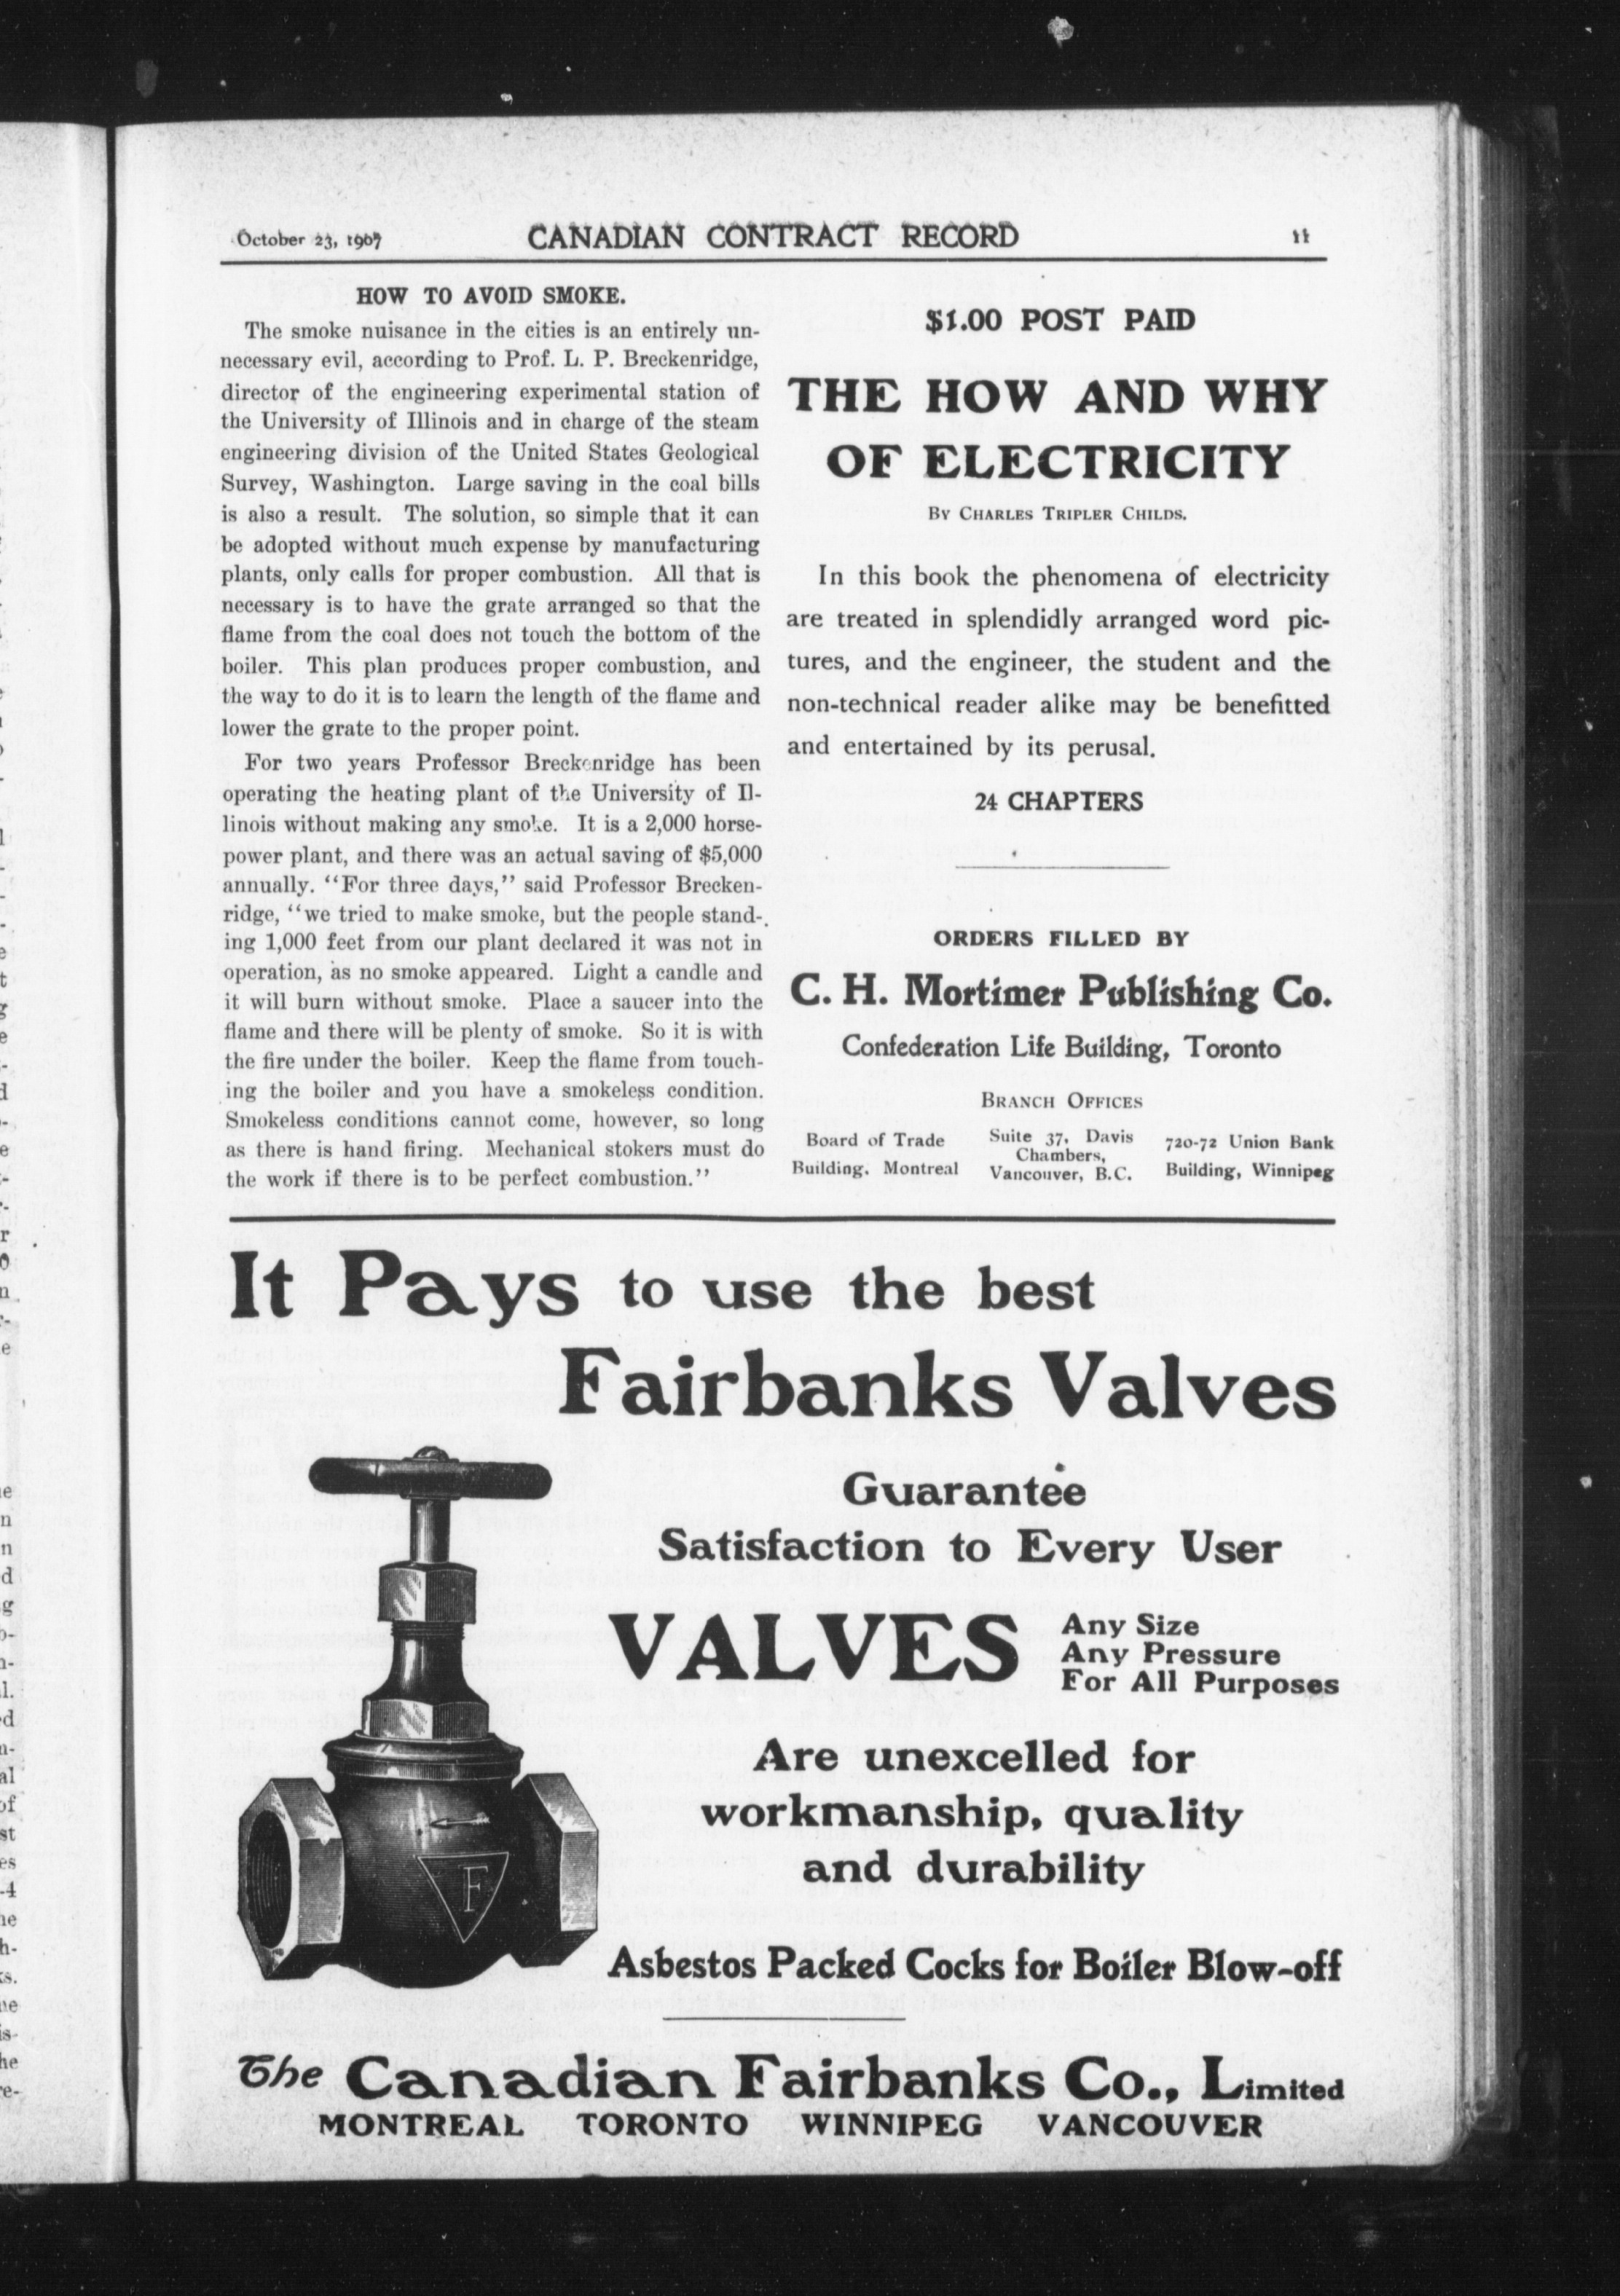 October 23, 1907
CANADIAN CONTRACT RECORD
11
HOW TO AVOID SMOKE.
The smoke nuisance in the cities is an entirely un-
necessary evil, according to Prof. L. P. Breckenridge,
director of the engineering experimental station of
the University of Illinois and in charge of the steam
engineering division of the United States Geological
Survey, Washington. Large saving in the coal bills
is also a result. The solution, so simple that it can
be adopted without much expense by manufacturing
plants, only calls for proper combustion. All that is
necessary is to have the grate arranged so that the
flame from the coal does not touch the bottom of the
boiler. This plan produces proper combustion, and
the way to do it is to learn the length of the flame and
lower the grate to the proper point.
For two years Professor Breckenridge has been
operating the heating plant of the University of Il-
linois without making any smoke. It is a 2,000 horse-
power plant, and there was an actual saving of $5,000
annually. "For three days," said Professor Brecken-
ridge, "we tried to make smoke, but the people stand-
ing 1,000 feet from our plant declared it was not in
operation, as no smoke appeared. Light a candle and
it will burn without smoke. Place a saucer into the
flame and there will be plenty of smoke. So it is with
the fire under the boiler. Keep the flame from touch-
ing the boiler and you have a smokeless condition.
Smokeless conditions cannot come, however, so long
as there is hand firing. Mechanical stokers must do
the work if there is to be perfect combustion."
$1.00 POST PAID
THE HOW AND WHY
OF ELECTRICITY
BY CHARLES TRIPLER CHILDS.
In this book the phenomena of electricity
are treated in splendidly arranged word pic-
tures, and the engineer, the student and the
non-technical reader alike may be benefitted
and entertained by its perusal.
24 CHAPTERS
ORDERS FILLED BY
C. H. Mortimer Publishing Co.
Confederation Life Building, Toronto
BRANCH OFFICES
Board of Trade
Building, Montreal
Suite 37, Davis
Chambers,
Vancouver, B.C.
720-72 Union Bank
Building, Winnipeg
It Pays to use the best
Fairbanks Valves
Guarantee
Satisfaction to Every User
VALVES
Any Size
Any Pressure
For All Purposes
Are unexcelled for
workmanship, quality
and durability
F
Asbestos Packed Cocks for Boiler Blow-off
The Canadian Fairbanks Co., Limited
MONTREAL TORONTO WINNIPEG VANCOUVER